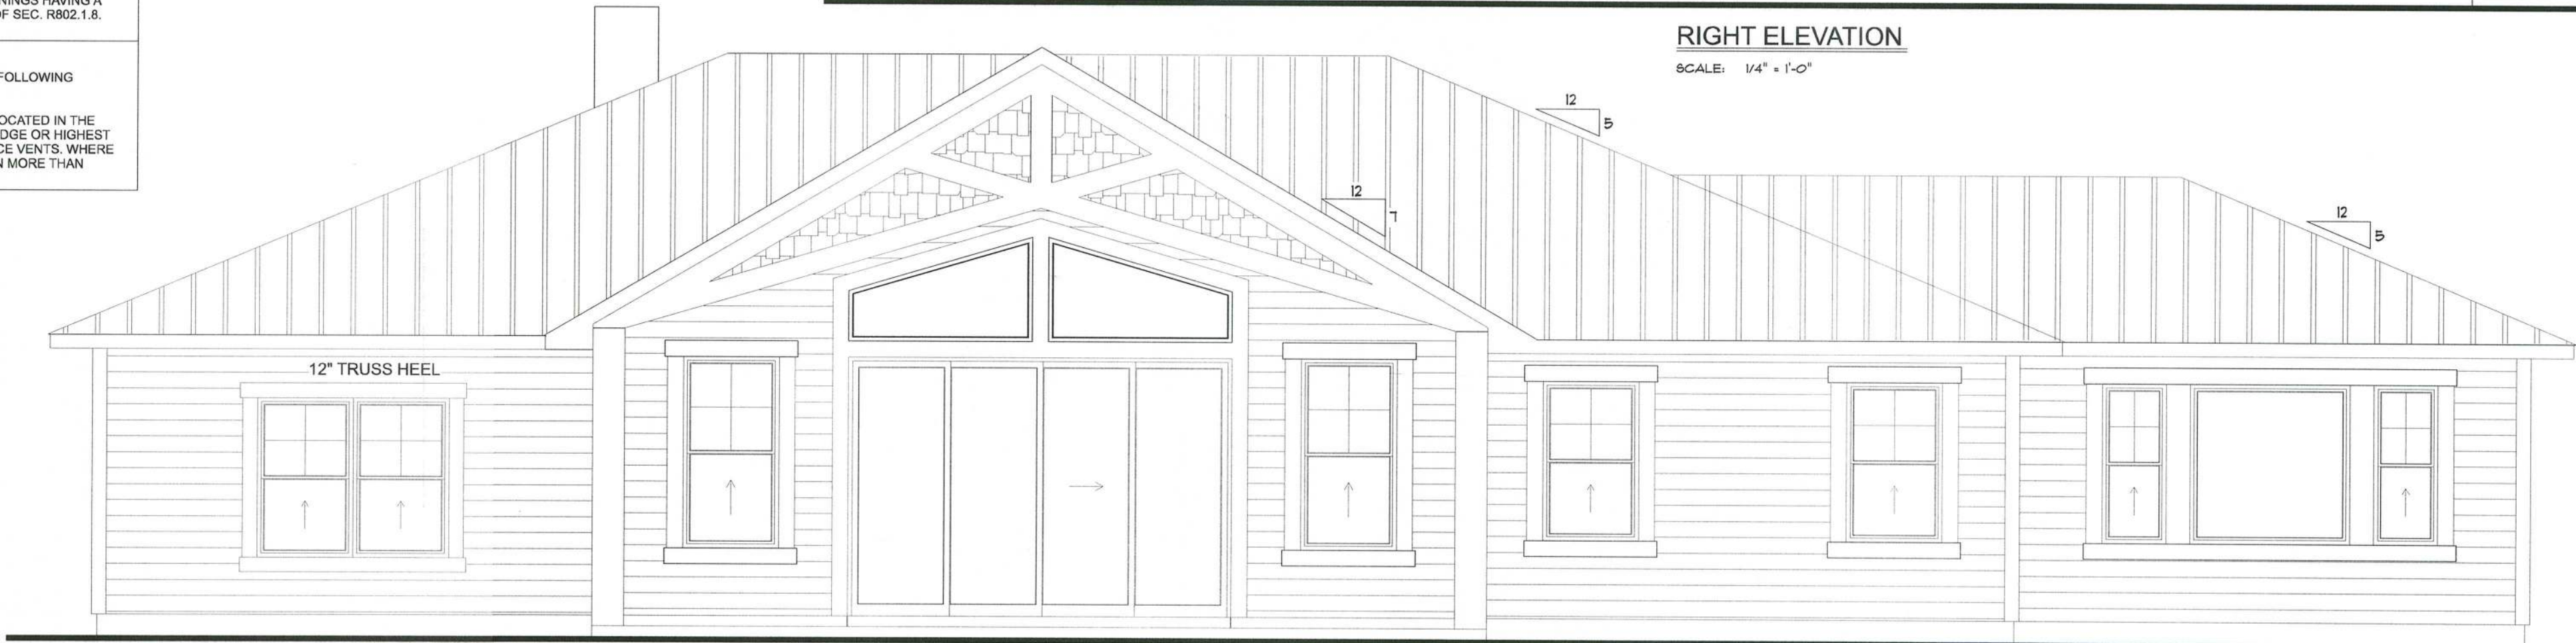 NINGS HAVING A
OF SEC. R802.1.8.
FOLLOWING
OCATED IN THE
DGE OR HIGHEST
CE VENTS. WHERE
N MORE THAN
RIGHT ELEVATION
SCALE: 1/4" = 1'-0"
12
5
12
7
12
5
12" TRUSS HEEL